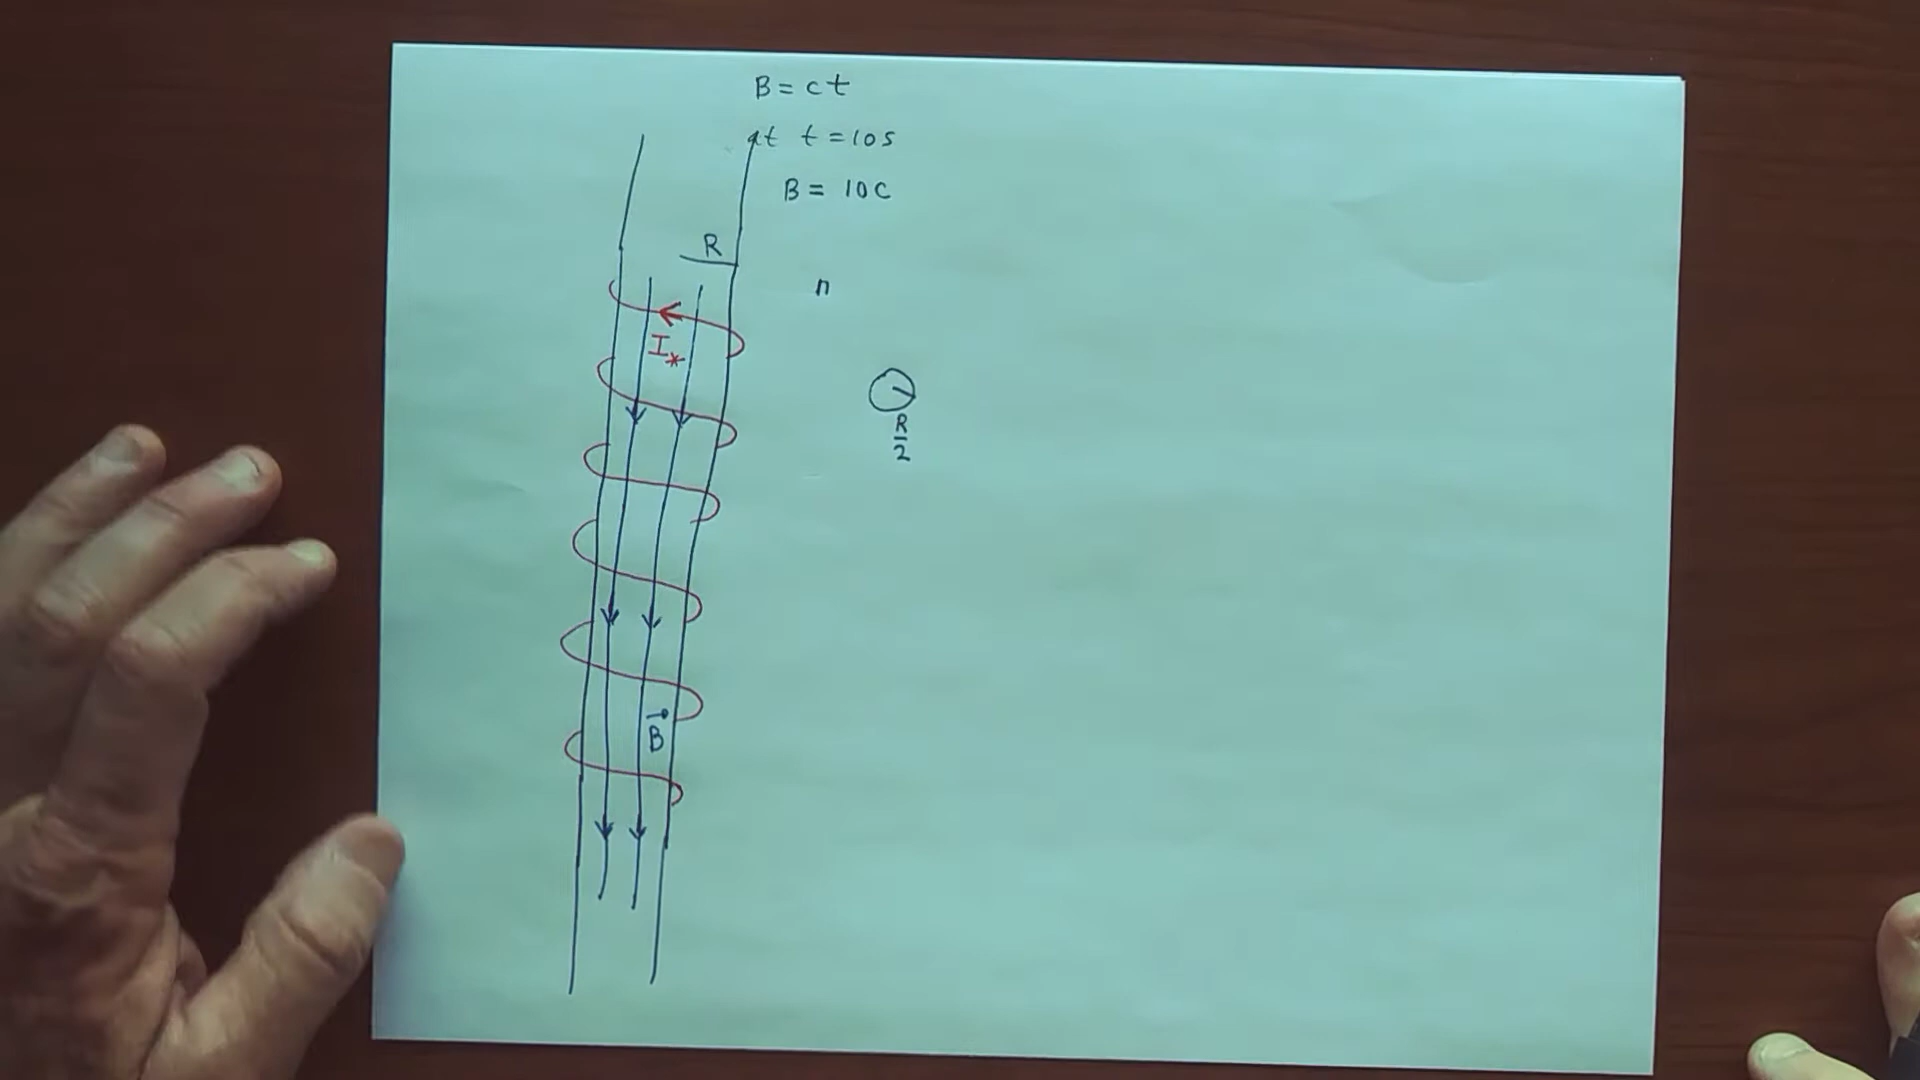 B = ct
at t = 10s
B = 10c
R
n
I*
R/2
B⃗